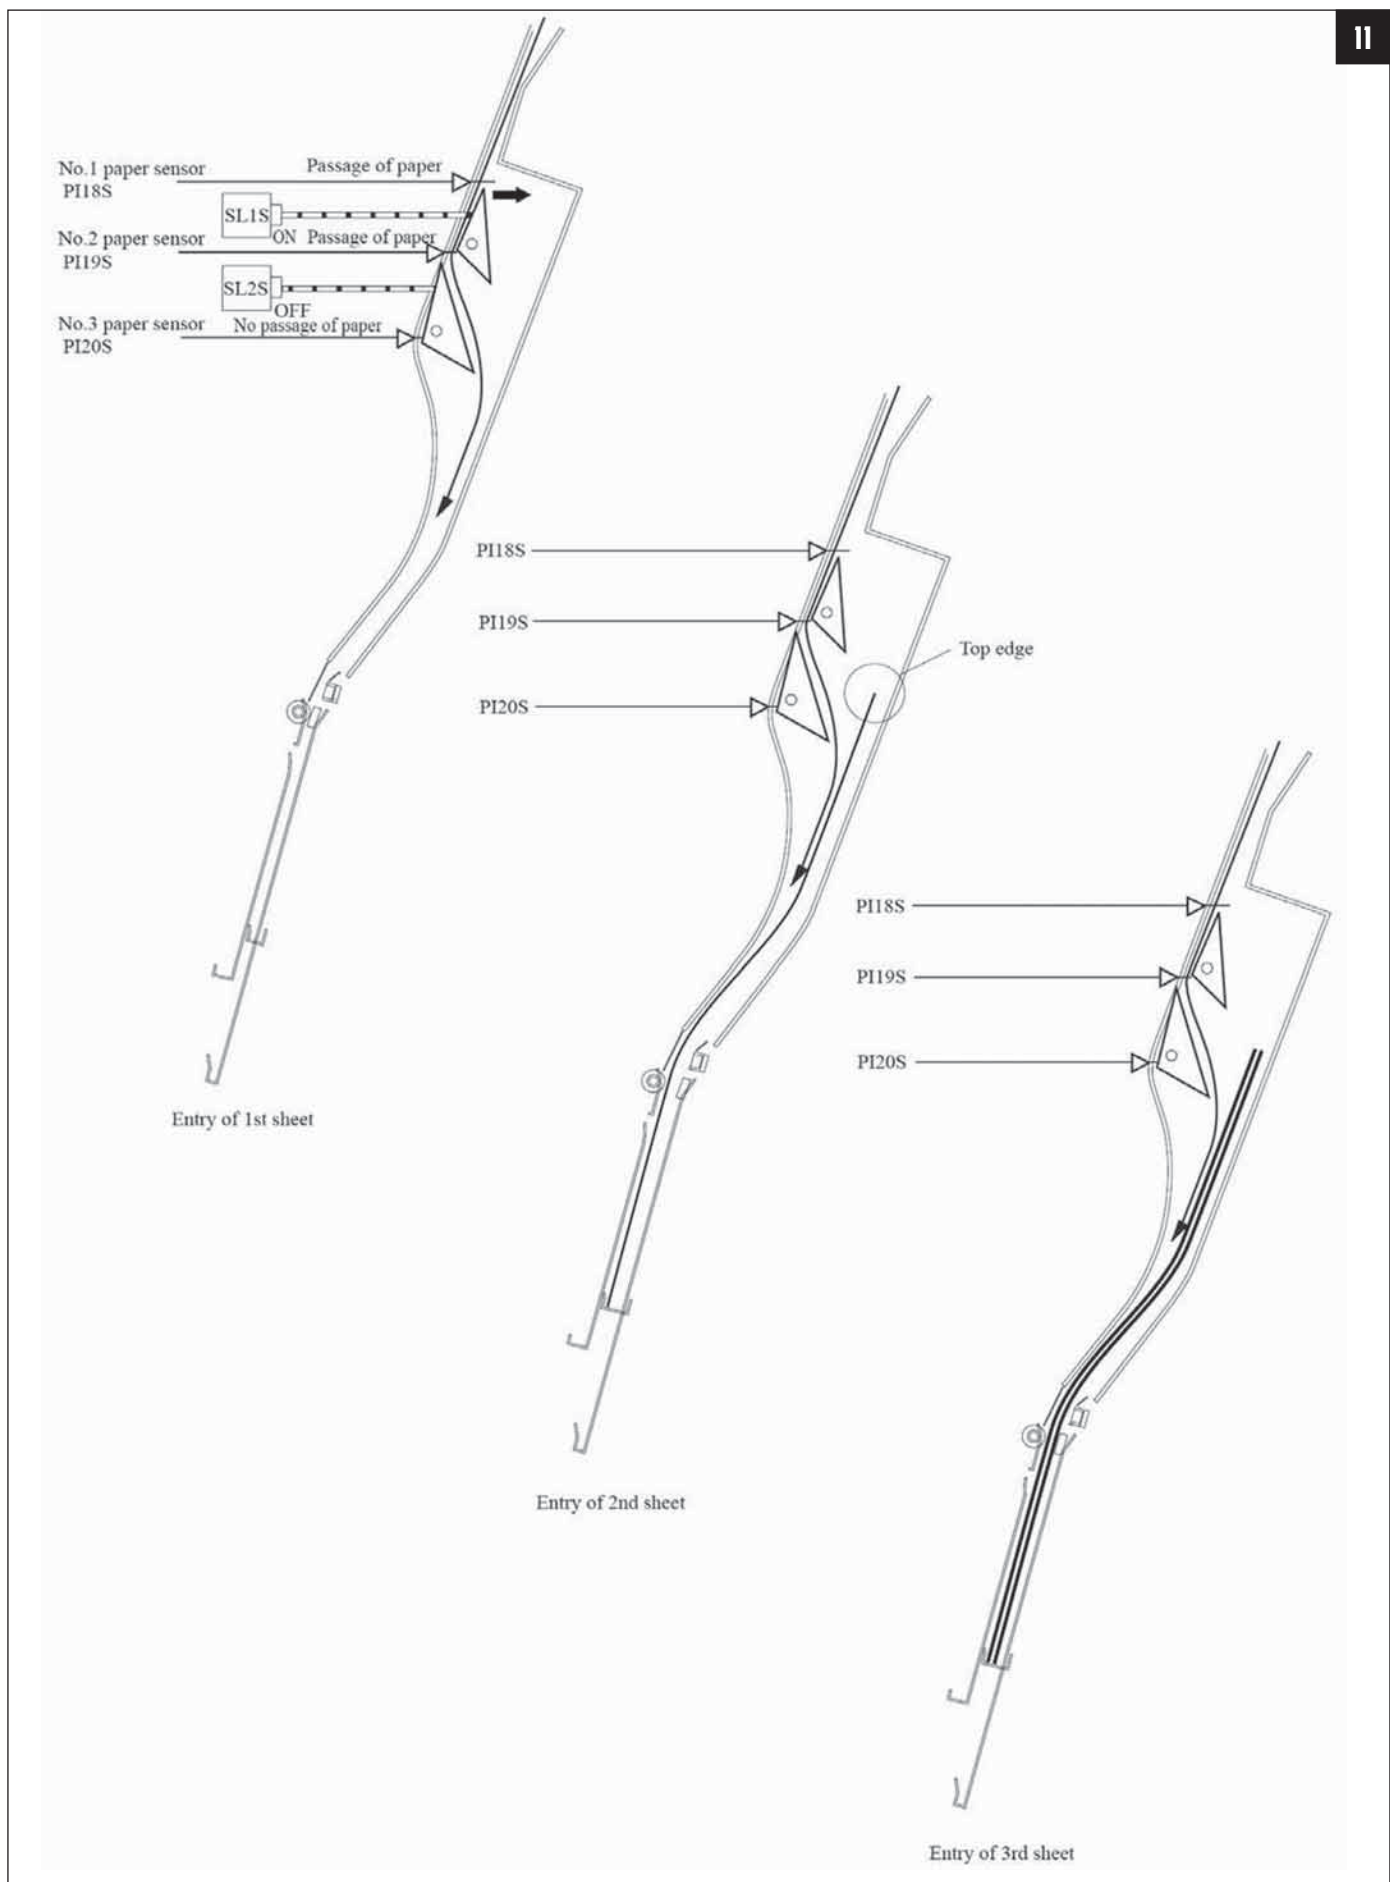 11
No.1 paper sensor
PI18S
Passage of paper
SL1S
ON
No.2 paper sensor
PI19S
Passage of paper
SL2S
OFF
No.3 paper sensor
PI20S
No passage of paper
Entry of 1st sheet
PI18S
PI19S
Top edge
PI20S
Entry of 2nd sheet
PI18S
PI19S
PI20S
Entry of 3rd sheet